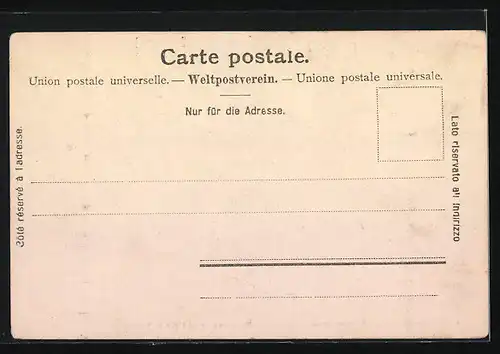 Carte postale.
Union postale universelle. — Weltpostverein. — Unione postale universale.
Nur für die Adresse.
Côté réservé à l'adresse.
Lato riservato all' indirizzo